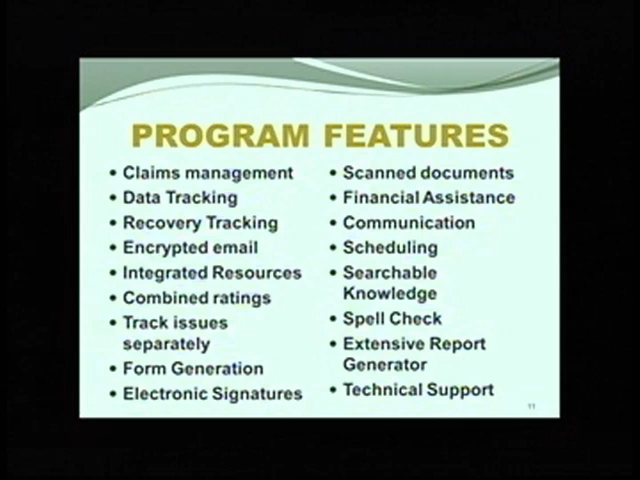 PROGRAM FEATURES
• Claims management
• Data Tracking
• Recovery Tracking
• Encrypted email
• Integrated Resources
• Combined ratings
• Track issues
separately
• Form Generation
• Electronic Signatures
• Scanned documents
• Financial Assistance
• Communication
• Scheduling
• Searchable
Knowledge
• Spell Check
• Extensive Report
Generator
• Technical Support
11